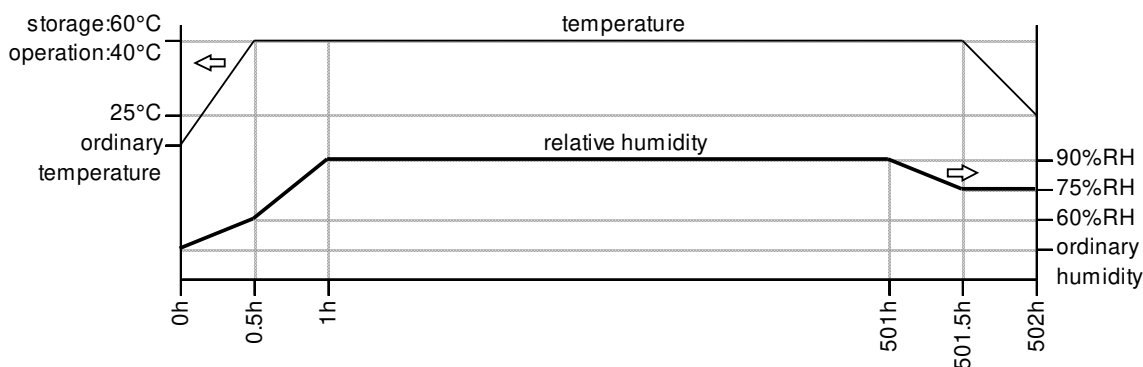 storage:60°C
operation:40°C
temperature
25°C
ordinary
temperature
relative humidity
90%RH
75%RH
60%RH
ordinary
humidity
0h
0.5h
1h
501h
501.5h
502h